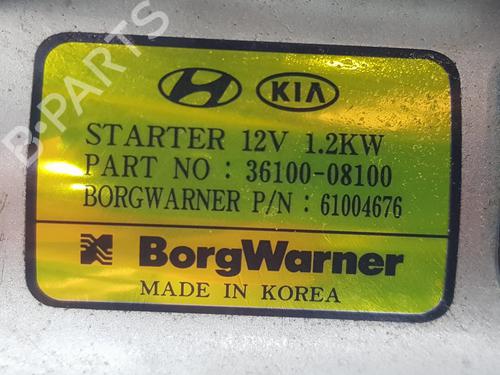 KIA
STARTER 12V 1.2KW
PART NO : 36100-08100
BORGWARNER P/N : 61004676
BorgWarner
MADE IN KOREA
B-PARTS